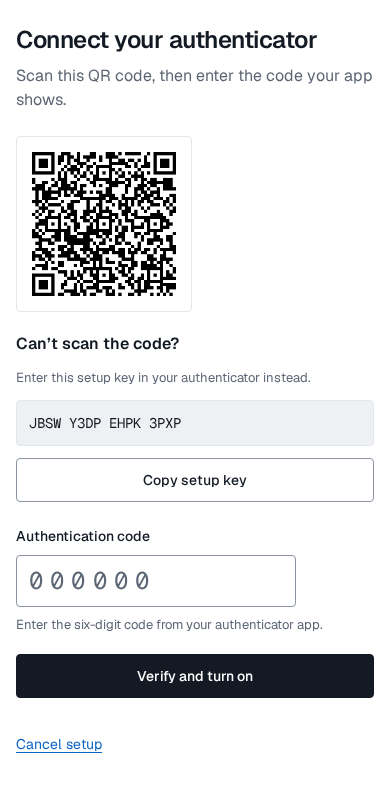 Connect your authenticator
Scan this QR code, then enter the code your app
shows.
Can’t scan the code?
Enter this setup key in your authenticator instead.
JBSW Y3DP EHPK 3PXP
Copy setup key
Authentication code
000000
Enter the six-digit code from your authenticator app.
Verify and turn on
Cancel setup